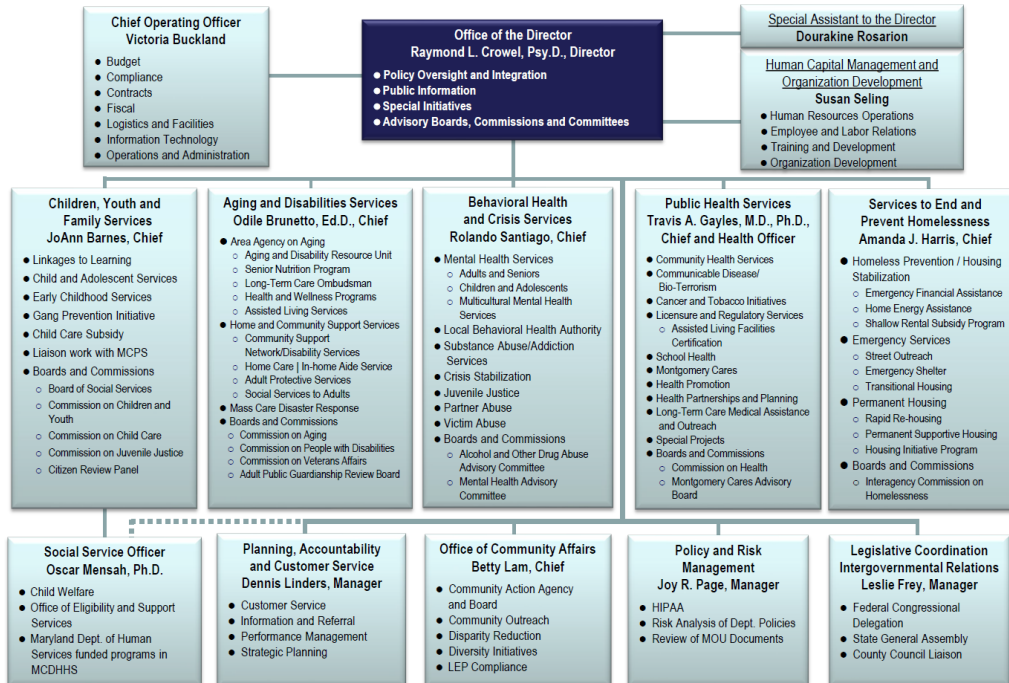 Chief Operating Officer
Victoria Buckland
● Budget
● Compliance
● Contracts
● Fiscal
● Logistics and Facilities
● Information Technology
● Operations and Administration
Office of the Director
Raymond L. Crowel, Psy.D., Director
● Policy Oversight and Integration
● Public Information
● Special Initiatives
● Advisory Boards, Commissions and Committees
Special Assistant to the Director
Dourakine Rosarion
Human Capital Management and
Organization Development
Susan Seling
● Human Resources Operations
● Employee and Labor Relations
● Training and Development
● Organization Development
Children, Youth and
Family Services
JoAnn Barnes, Chief
● Linkages to Learning
● Child and Adolescent Services
● Early Childhood Services
● Gang Prevention Initiative
● Child Care Subsidy
● Liaison work with MCPS
● Boards and Commissions
○ Board of Social Services
○ Commission on Children and
Youth
○ Commission on Child Care
○ Commission on Juvenile Justice
○ Citizen Review Panel
Aging and Disabilities Services
Odile Brunetto, Ed.D., Chief
● Area Agency on Aging
○ Aging and Disability Resource Unit
○ Senior Nutrition Program
○ Long-Term Care Ombudsman
○ Health and Wellness Programs
○ Assisted Living Services
● Home and Community Support Services
○ Community Support
Network/Disability Services
○ Home Care | In-home Aide Service
○ Adult Protective Services
○ Social Services to Adults
● Mass Care Disaster Response
● Boards and Commissions
○ Commission on Aging
○ Commission on People with Disabilities
○ Commission on Veterans Affairs
○ Adult Public Guardianship Review Board
Behavioral Health
and Crisis Services
Rolando Santiago, Chief
● Mental Health Services
○ Adults and Seniors
○ Children and Adolescents
○ Multicultural Mental Health
Services
● Local Behavioral Health Authority
● Substance Abuse/Addiction
Services
● Crisis Stabilization
● Juvenile Justice
● Partner Abuse
● Victim Abuse
● Boards and Commissions
○ Alcohol and Other Drug Abuse
Advisory Committee
○ Mental Health Advisory
Committee
Public Health Services
Travis A. Gayles, M.D., Ph.D.,
Chief and Health Officer
● Community Health Services
● Communicable Disease/
Bio-Terrorism
● Cancer and Tobacco Initiatives
● Licensure and Regulatory Services
○ Assisted Living Facilities
Certification
● School Health
● Montgomery Cares
● Health Promotion
● Health Partnerships and Planning
● Long-Term Care Medical Assistance
and Outreach
● Special Projects
● Boards and Commissions
○ Commission on Health
○ Montgomery Cares Advisory
Board
Services to End and
Prevent Homelessness
Amanda J. Harris, Chief
● Homeless Prevention / Housing
Stabilization
○ Emergency Financial Assistance
○ Home Energy Assistance
○ Shallow Rental Subsidy Program
● Emergency Services
○ Street Outreach
○ Emergency Shelter
○ Transitional Housing
● Permanent Housing
○ Rapid Re-housing
○ Permanent Supportive Housing
○ Housing Initiative Program
● Boards and Commissions
○ Interagency Commission on
Homelessness
Social Service Officer
Oscar Mensah, Ph.D.
● Child Welfare
● Office of Eligibility and Support
Services
● Maryland Dept. of Human
Services funded programs in
MCDHHS
Planning, Accountability
and Customer Service
Dennis Linders, Manager
● Customer Service
● Information and Referral
● Performance Management
● Strategic Planning
Office of Community Affairs
Betty Lam, Chief
● Community Action Agency
and Board
● Community Outreach
● Disparity Reduction
● Diversity Initiatives
● LEP Compliance
Policy and Risk
Management
Joy R. Page, Manager
● HIPAA
● Risk Analysis of Dept. Policies
● Review of MOU Documents
Legislative Coordination
Intergovernmental Relations
Leslie Frey, Manager
● Federal Congressional
Delegation
● State General Assembly
● County Council Liaison